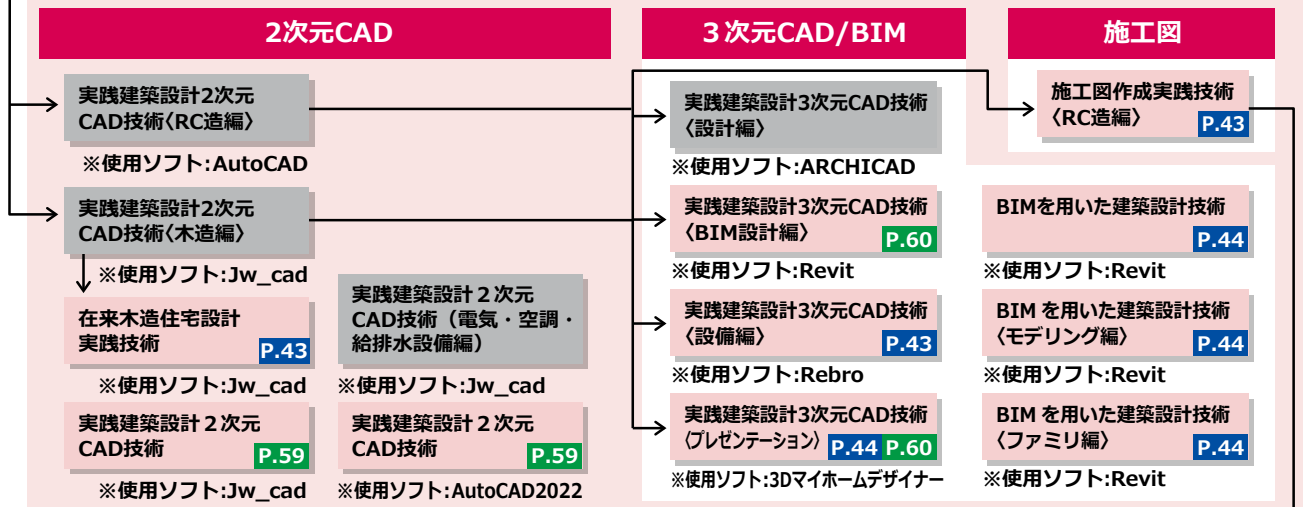 2次元CAD
実践建築設計2次元
CAD技術〈RC造編〉
※使用ソフト:AutoCAD
実践建築設計2次元
CAD技術〈木造編〉
※使用ソフト:Jw_cad
在来木造住宅設計
実践技術
P.43
※使用ソフト:Jw_cad
実践建築設計２次元
CAD技術（電気・空調・
給排水設備編）
※使用ソフト:Jw_cad
実践建築設計２次元
CAD技術
P.59
※使用ソフト:Jw_cad
実践建築設計２次元
CAD技術
P.59
※使用ソフト:AutoCAD2022
３次元CAD/BIM
実践建築設計3次元CAD技術
〈設計編〉
※使用ソフト:ARCHICAD
実践建築設計3次元CAD技術
〈BIM設計編〉
P.60
※使用ソフト:Revit
実践建築設計3次元CAD技術
〈設備編〉
P.43
※使用ソフト:Rebro
実践建築設計3次元CAD技術
〈プレゼンテーション〉 P.44 P.60
※使用ソフト:3Dマイホームデザイナー
施工図
施工図作成実践技術
〈RC造編〉
P.43
BIMを用いた建築設計技術
P.44
※使用ソフト:Revit
BIM を用いた建築設計技術
〈モデリング編〉
P.44
※使用ソフト:Revit
BIM を用いた建築設計技術
〈ファミリ編〉
P.44
※使用ソフト:Revit